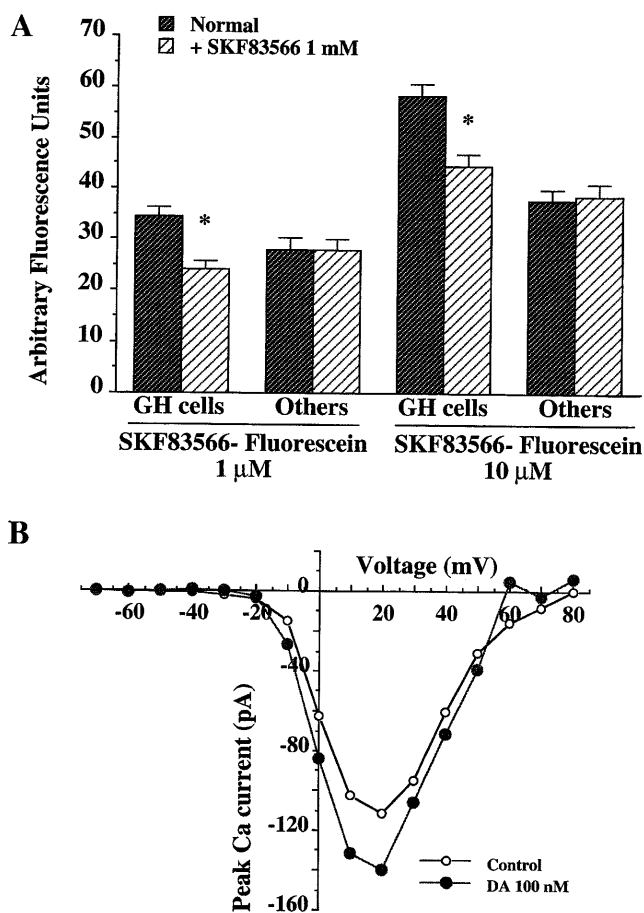 A
Normal
+ SKF83566 1 mM
Arbitrary Fluorescence Units
70
60
50
40
30
20
10
0
*
*
GH cells
Others
GH cells
Others
SKF83566- Fluorescein
1 μM
SKF83566- Fluorescein
10 μM
B
Voltage (mV)
Peak Ca current (pA)
0
-60
-40
-20
20
40
60
80
-40
-80
-120
-160
Control
DA 100 nM